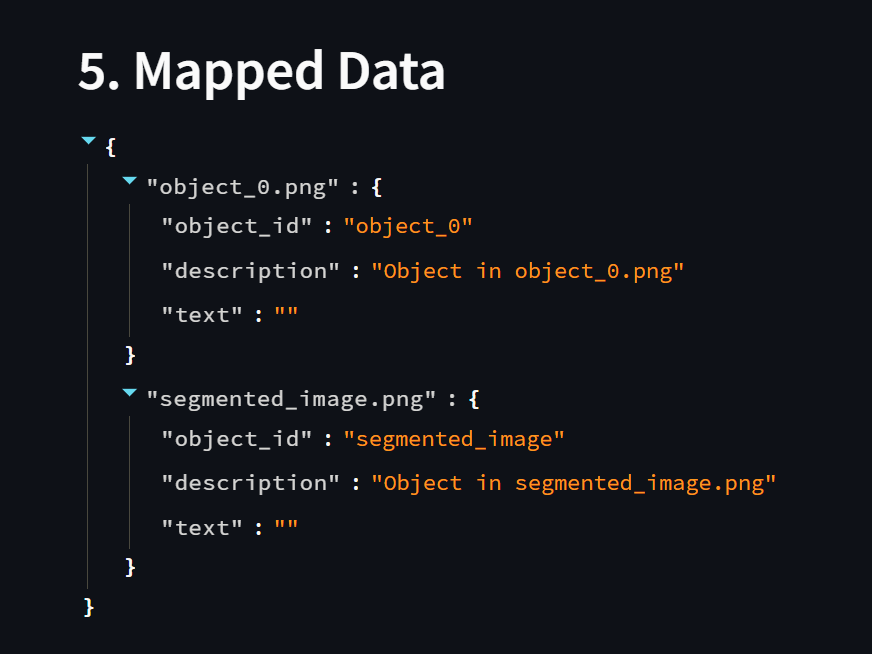 5. Mapped Data
{
"object_0.png" : {
"object_id" : "object_0"
"description" : "Object in object_0.png"
"text" : ""
}
"segmented_image.png" : {
"object_id" : "segmented_image"
"description" : "Object in segmented_image.png"
"text" : ""
}
}